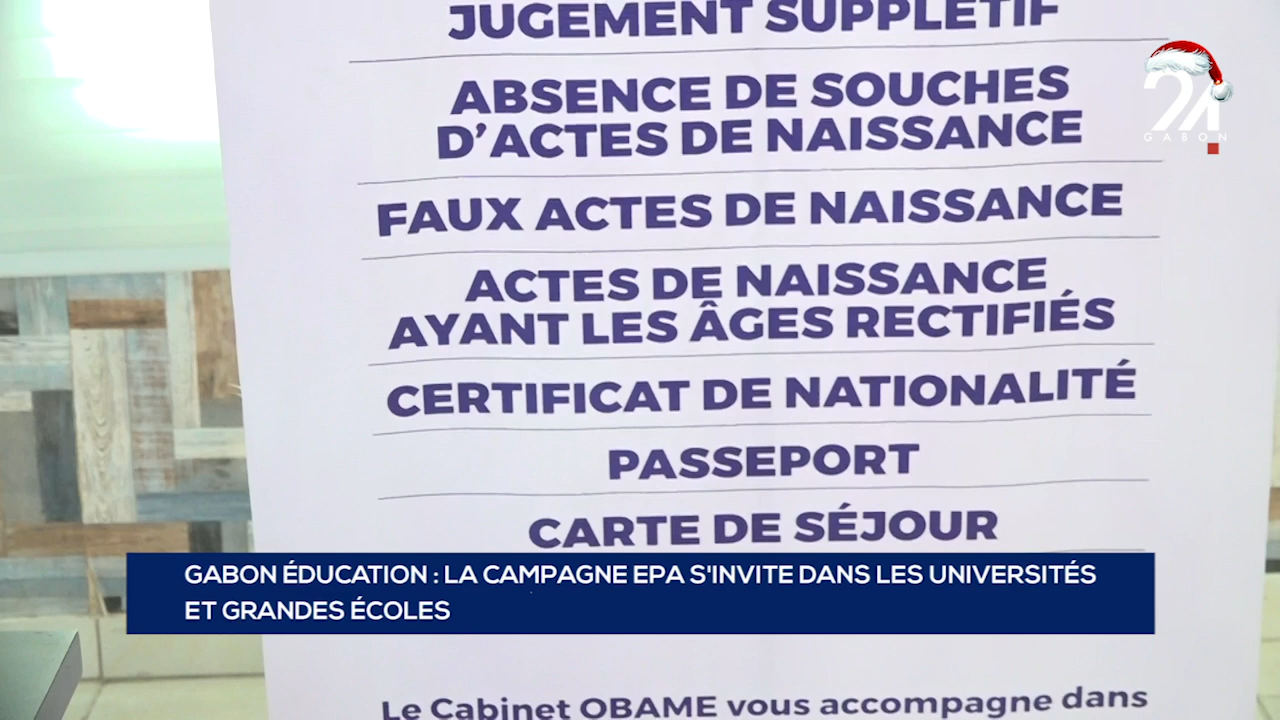 JUGEMENT SUPPLÉTIF
ABSENCE DE SOUCHES
D'ACTES DE NAISSANCE
FAUX ACTES DE NAISSANCE
ACTES DE NAISSANCE
AYANT LES ÂGES RECTIFIÉS
CERTIFICAT DE NATIONALITÉ
PASSEPORT
CARTE DE SÉJOUR
GABON ÉDUCATION : LA CAMPAGNE EPA S'INVITE DANS LES UNIVERSITÉS
ET GRANDES ÉCOLES
Le Cabinet OBAME vous accompagne dans
24
GABON